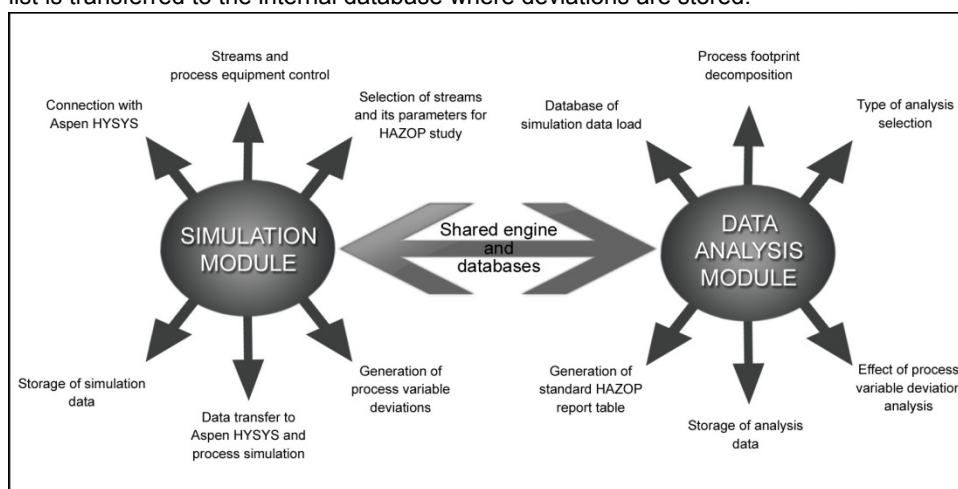 list is transferred to the internal database where deviations are stored.
Streams and
process equipment control
Connection with
Aspen HYSYS
Selection of streams
and its parameters for
HAZOP study
SIMULATION
MODULE
Storage of simulation
data
Data transfer to
Aspen HYSYS and
process simulation
Generation of
process variable
deviations
Shared engine
and
databases
Process footprint
decomposition
Database of
simulation data load
Type of analysis
selection
DATA
ANALYSIS
MODULE
Generation of
standard HAZOP
report table
Storage of analysis
data
Effect of process
variable deviation
analysis